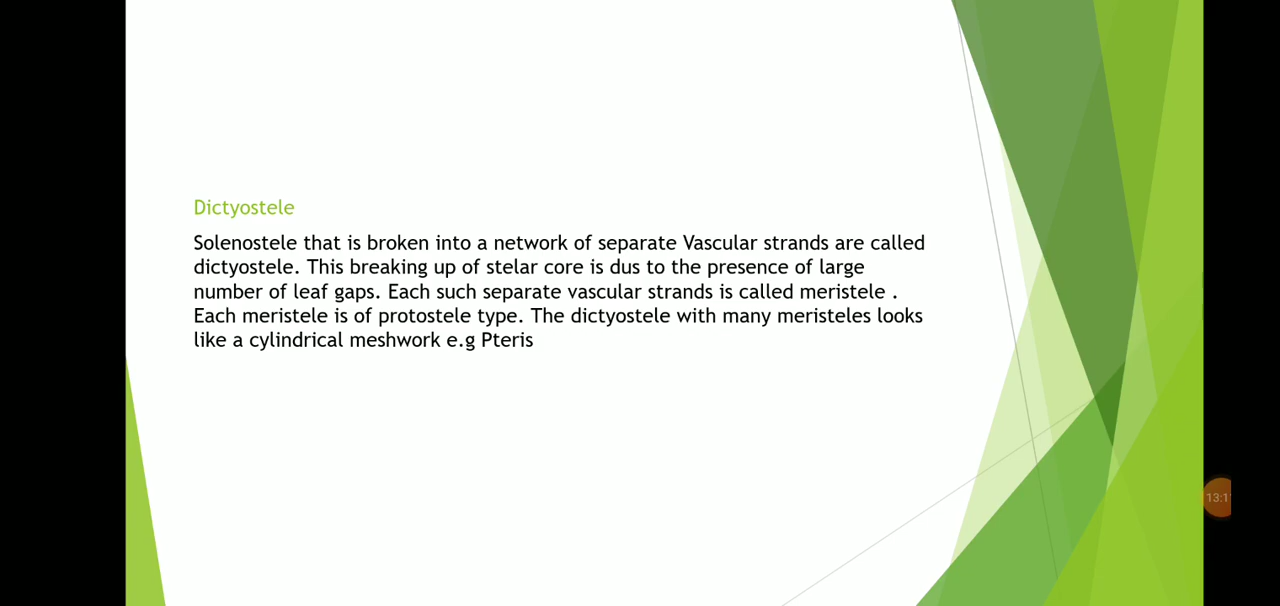 Dictyostele
Solenostele that is broken into a network of separate Vascular strands are called
dictyostele. This breaking up of stelar core is dus to the presence of large
number of leaf gaps. Each such separate vascular strands is called meristele .
Each meristele is of protostele type. The dictyostele with many meristeles looks
like a cylindrical meshwork e.g Pteris